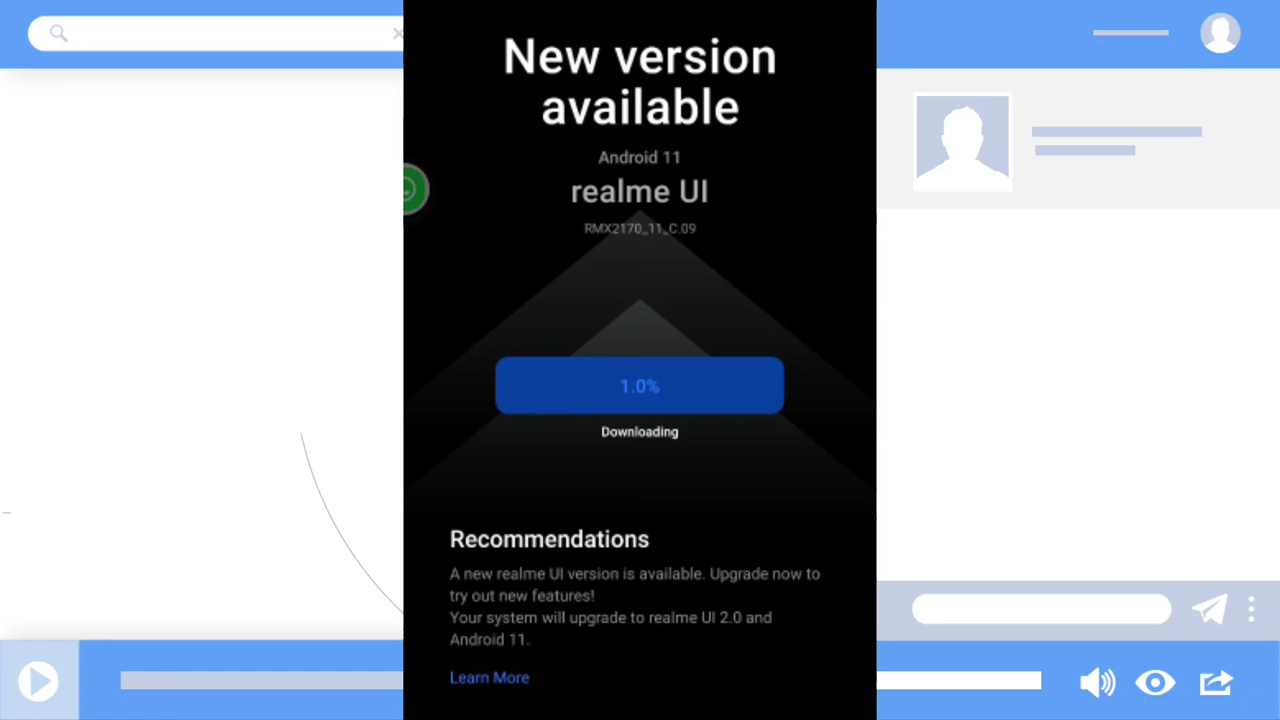 New version
available
Android 11
realme UI
RMX2170_11_C.09
1.0%
Downloading
Recommendations
A new realme UI version is available. Upgrade now to
try out new features!
Your system will upgrade to realme UI 2.0 and
Android 11.
Learn More